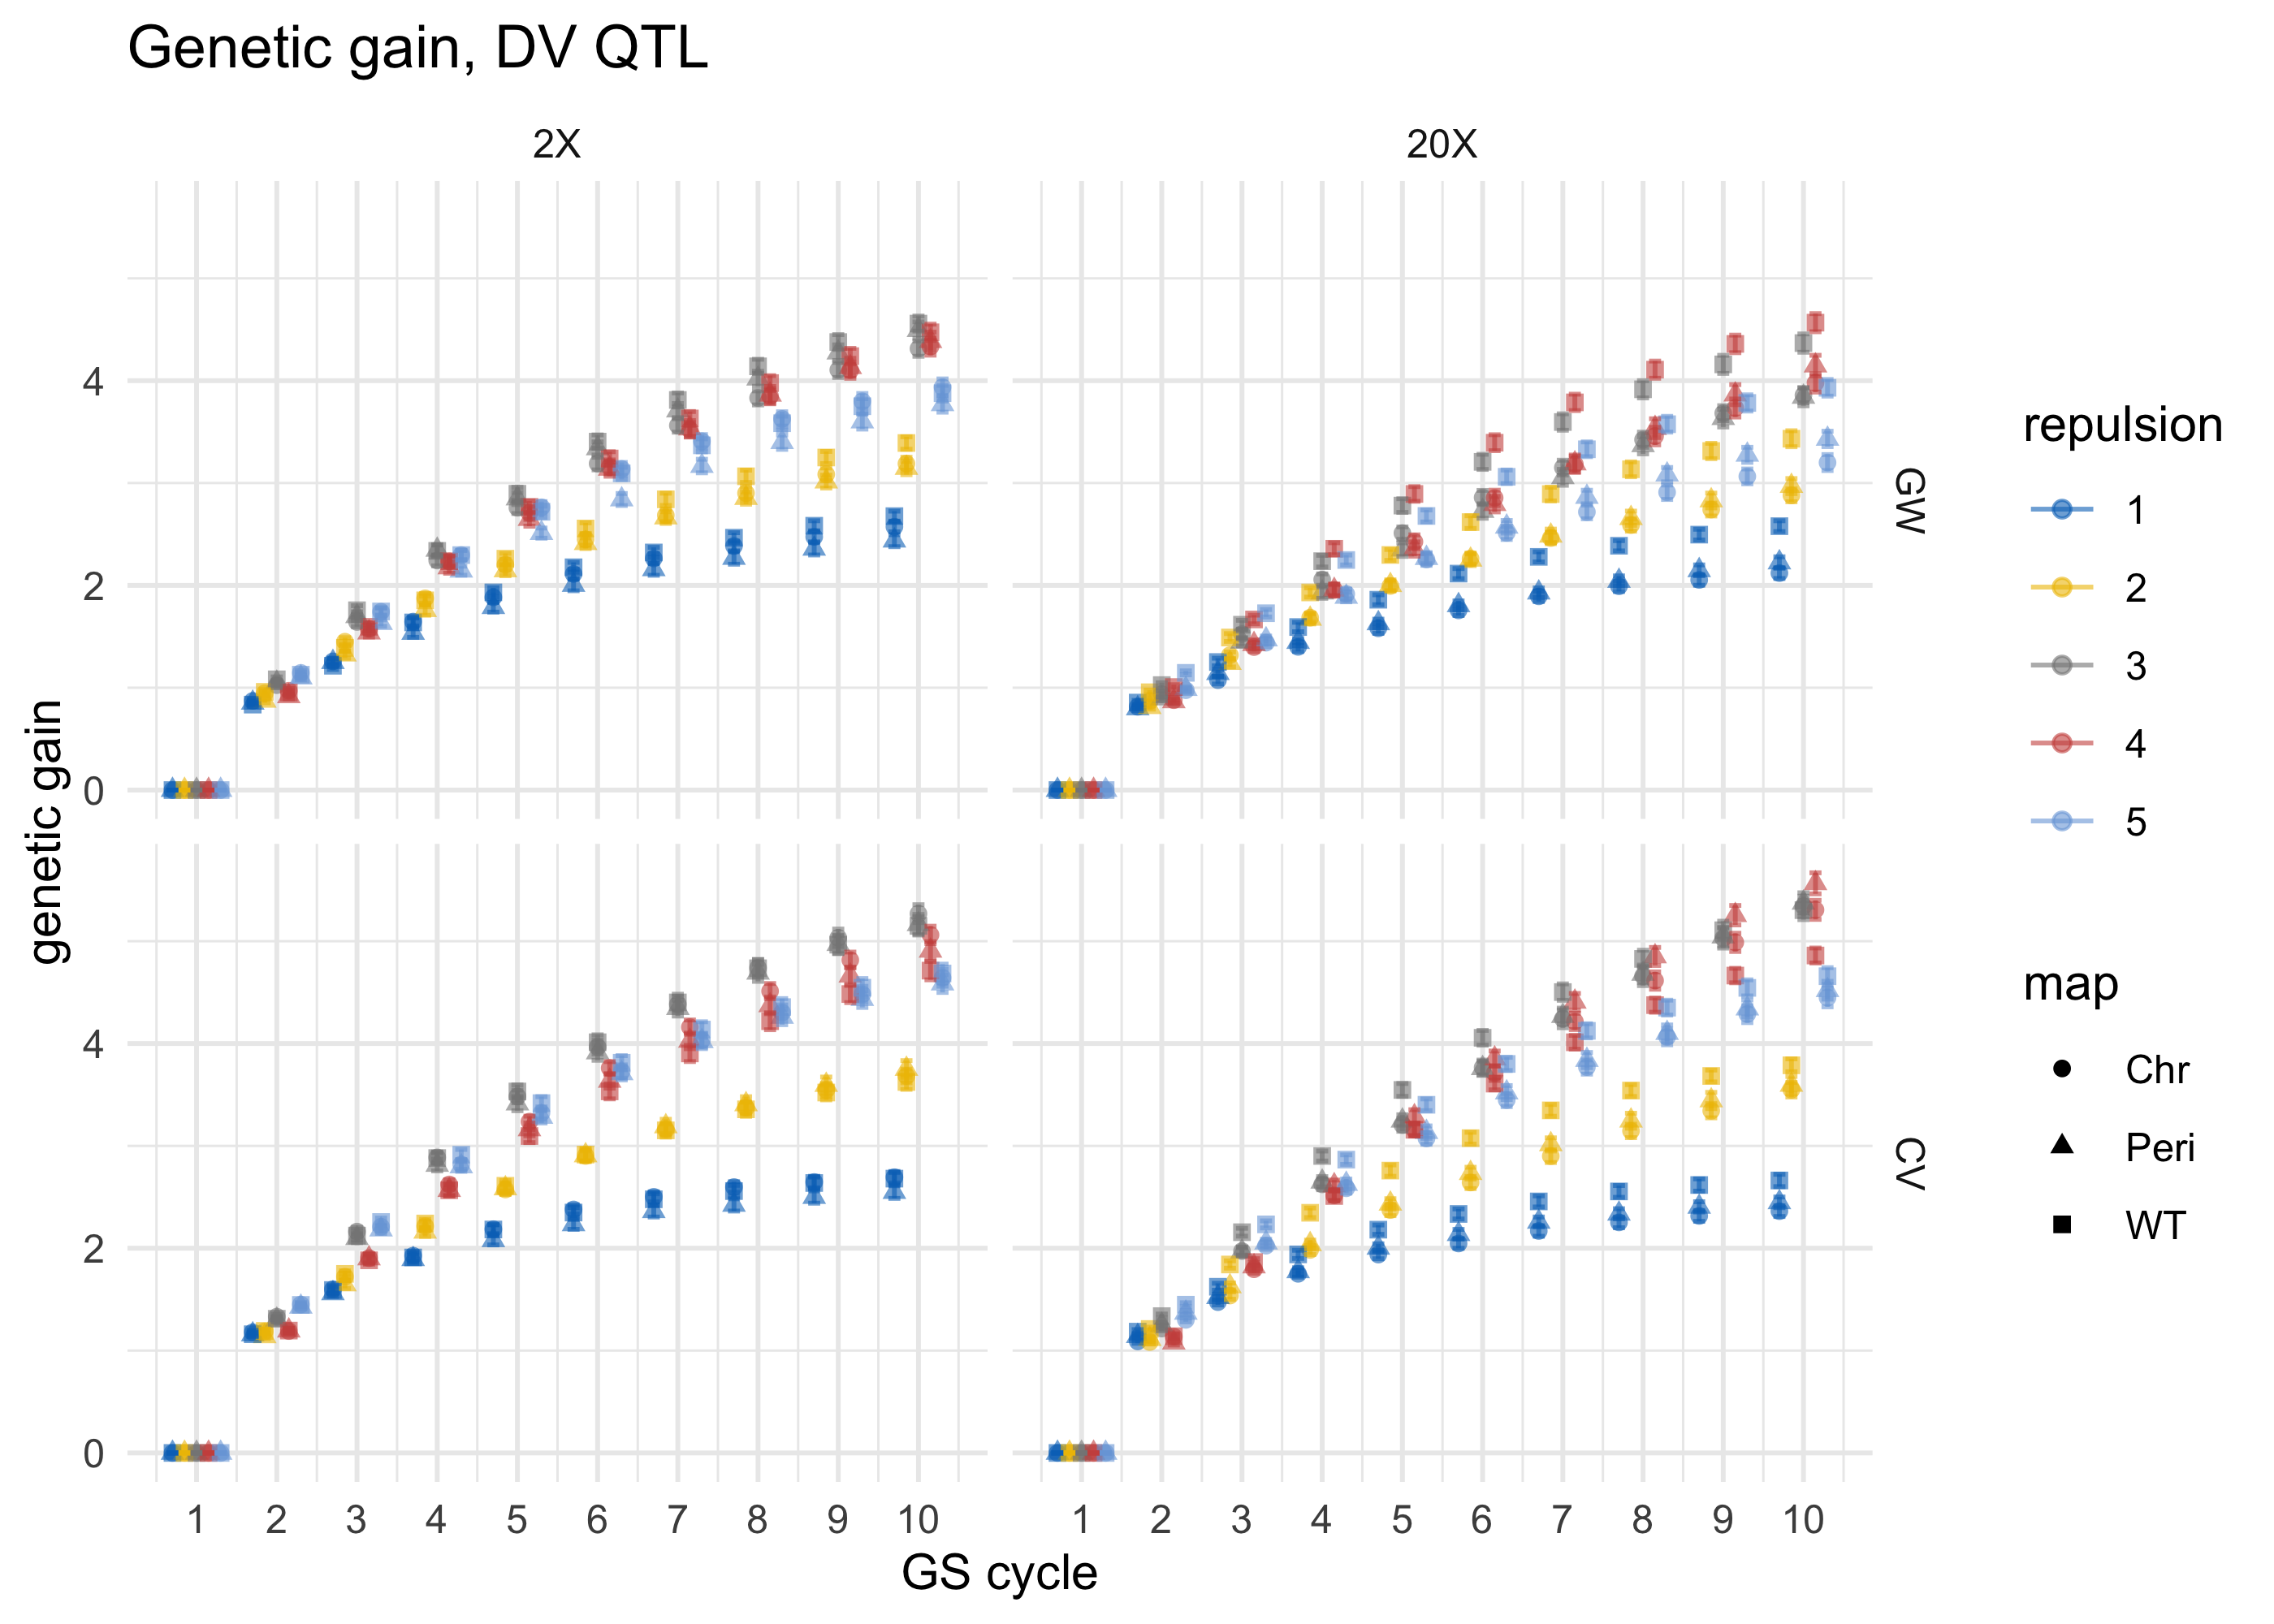 Genetic gain, DV QTL
2X
20X
genetic gain
4
2
0
GW
4
2
0
CV
1 2 3 4 5 6 7 8 9 10
1 2 3 4 5 6 7 8 9 10
GS cycle
repulsion
1
2
3
4
5
map
Chr
Peri
WT